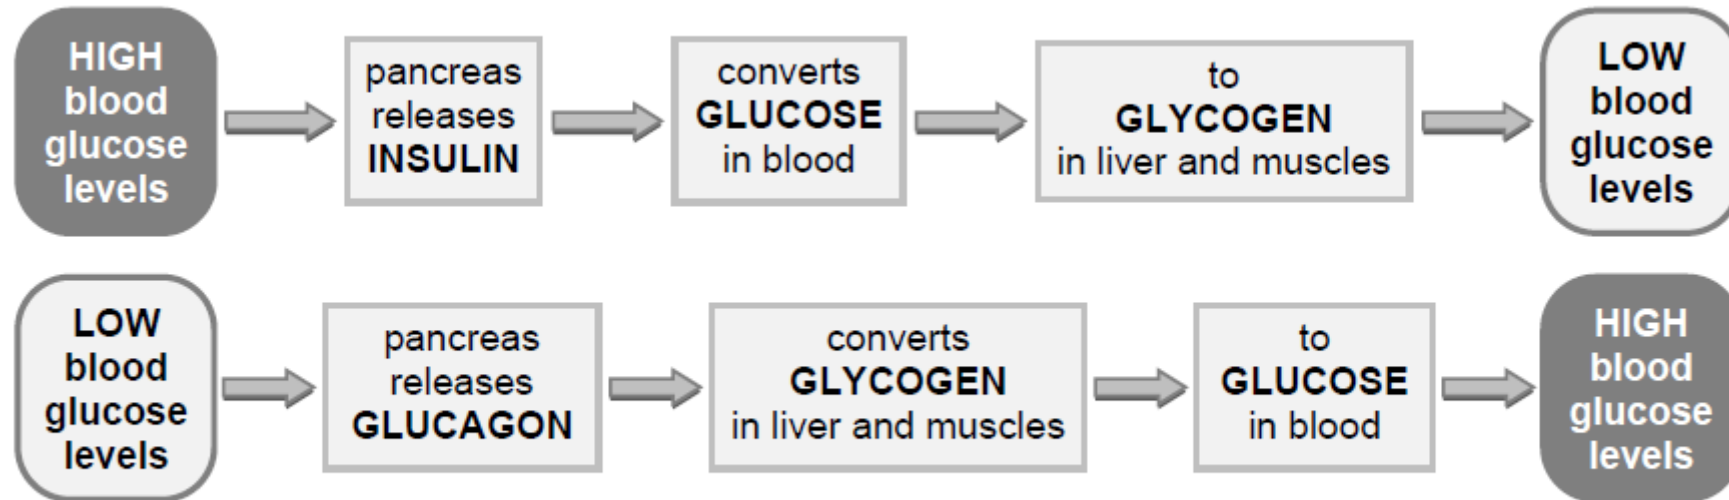 HIGH
blood
glucose
levels
pancreas
releases
INSULIN
converts
GLUCOSE
in blood
to
GLYCOGEN
in liver and muscles
LOW
blood
glucose
levels
LOW
blood
glucose
levels
pancreas
releases
GLUCAGON
converts
GLYCOGEN
in liver and muscles
to
GLUCOSE
in blood
HIGH
blood
glucose
levels